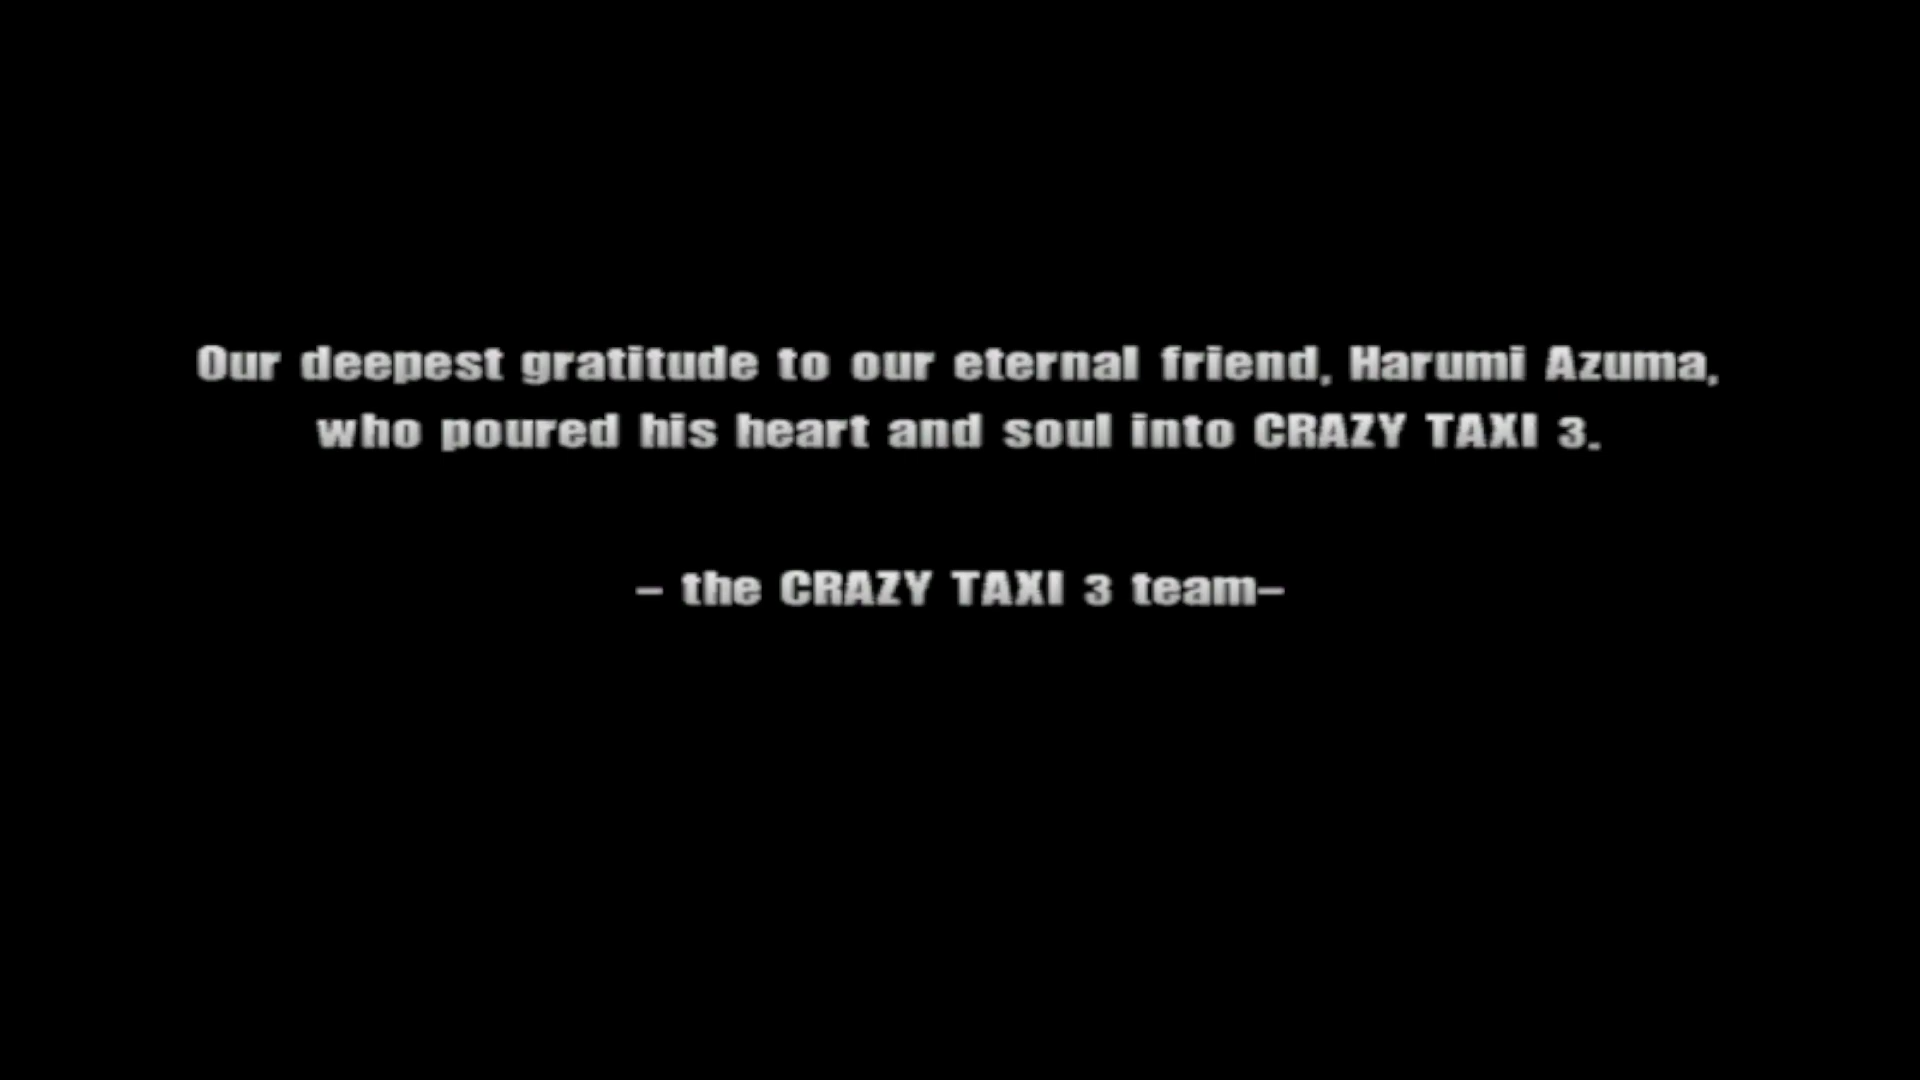 Our deepest gratitude to our eternal friend, Harumi Azuma,
who poured his heart and soul into CRAZY TAXI 3.
– the CRAZY TAXI 3 team–